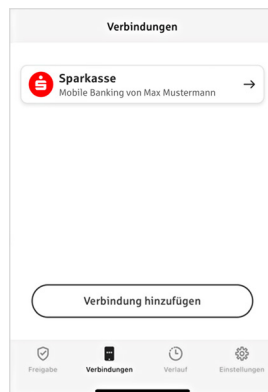 Verbindungen
Sparkasse
Mobile Banking von Max Mustermann
Verbindung hinzufügen
Freigabe Verbindungen Verlauf Einstellungen